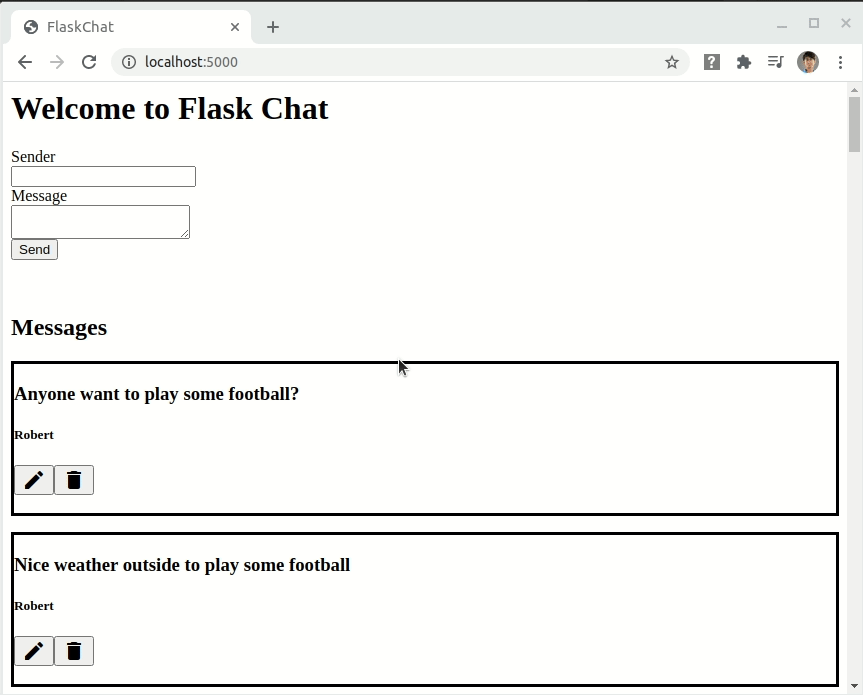 FlaskChat
localhost:5000
Welcome to Flask Chat
Sender
Message
Send
Messages
Anyone want to play some football?
Robert
Nice weather outside to play some football
Robert